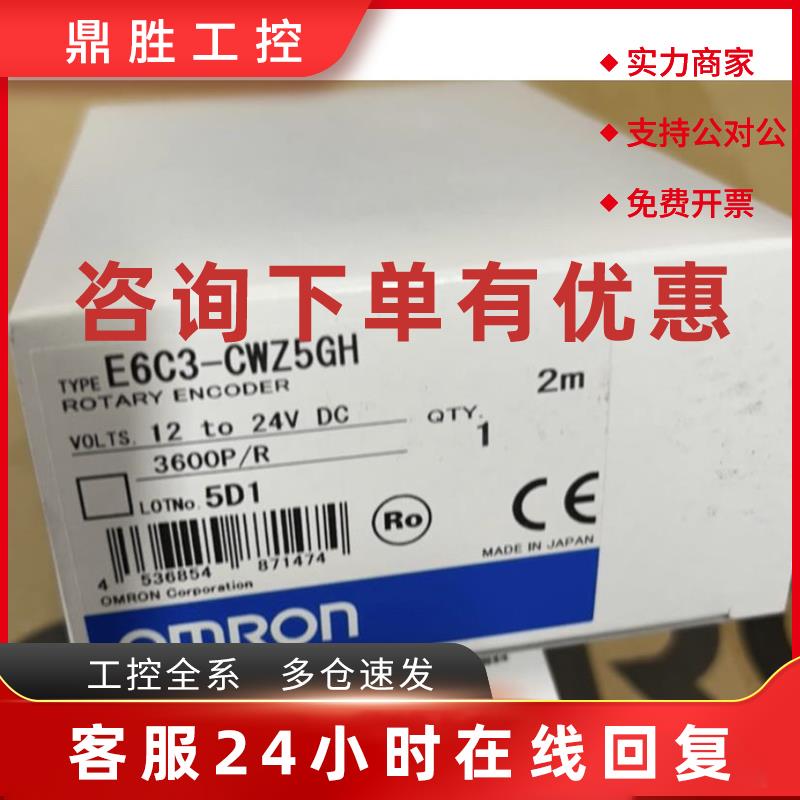 鼎胜工控
◆ 实力商家
◆ 支持公对公
◆ 免费开票
咨询下单有优惠
TYPE E6C3-CWZ5GH
ROTARY ENCODER
2m
VOLTS. 12 to 24V DC
QTY. 1
3600P/R
LOTNo. 5D1
Ro
CE
4 536854 871474
MADE IN JAPAN
OMRON Corporation
OMRON
工控全系 多仓速发
客服24小时在线回复